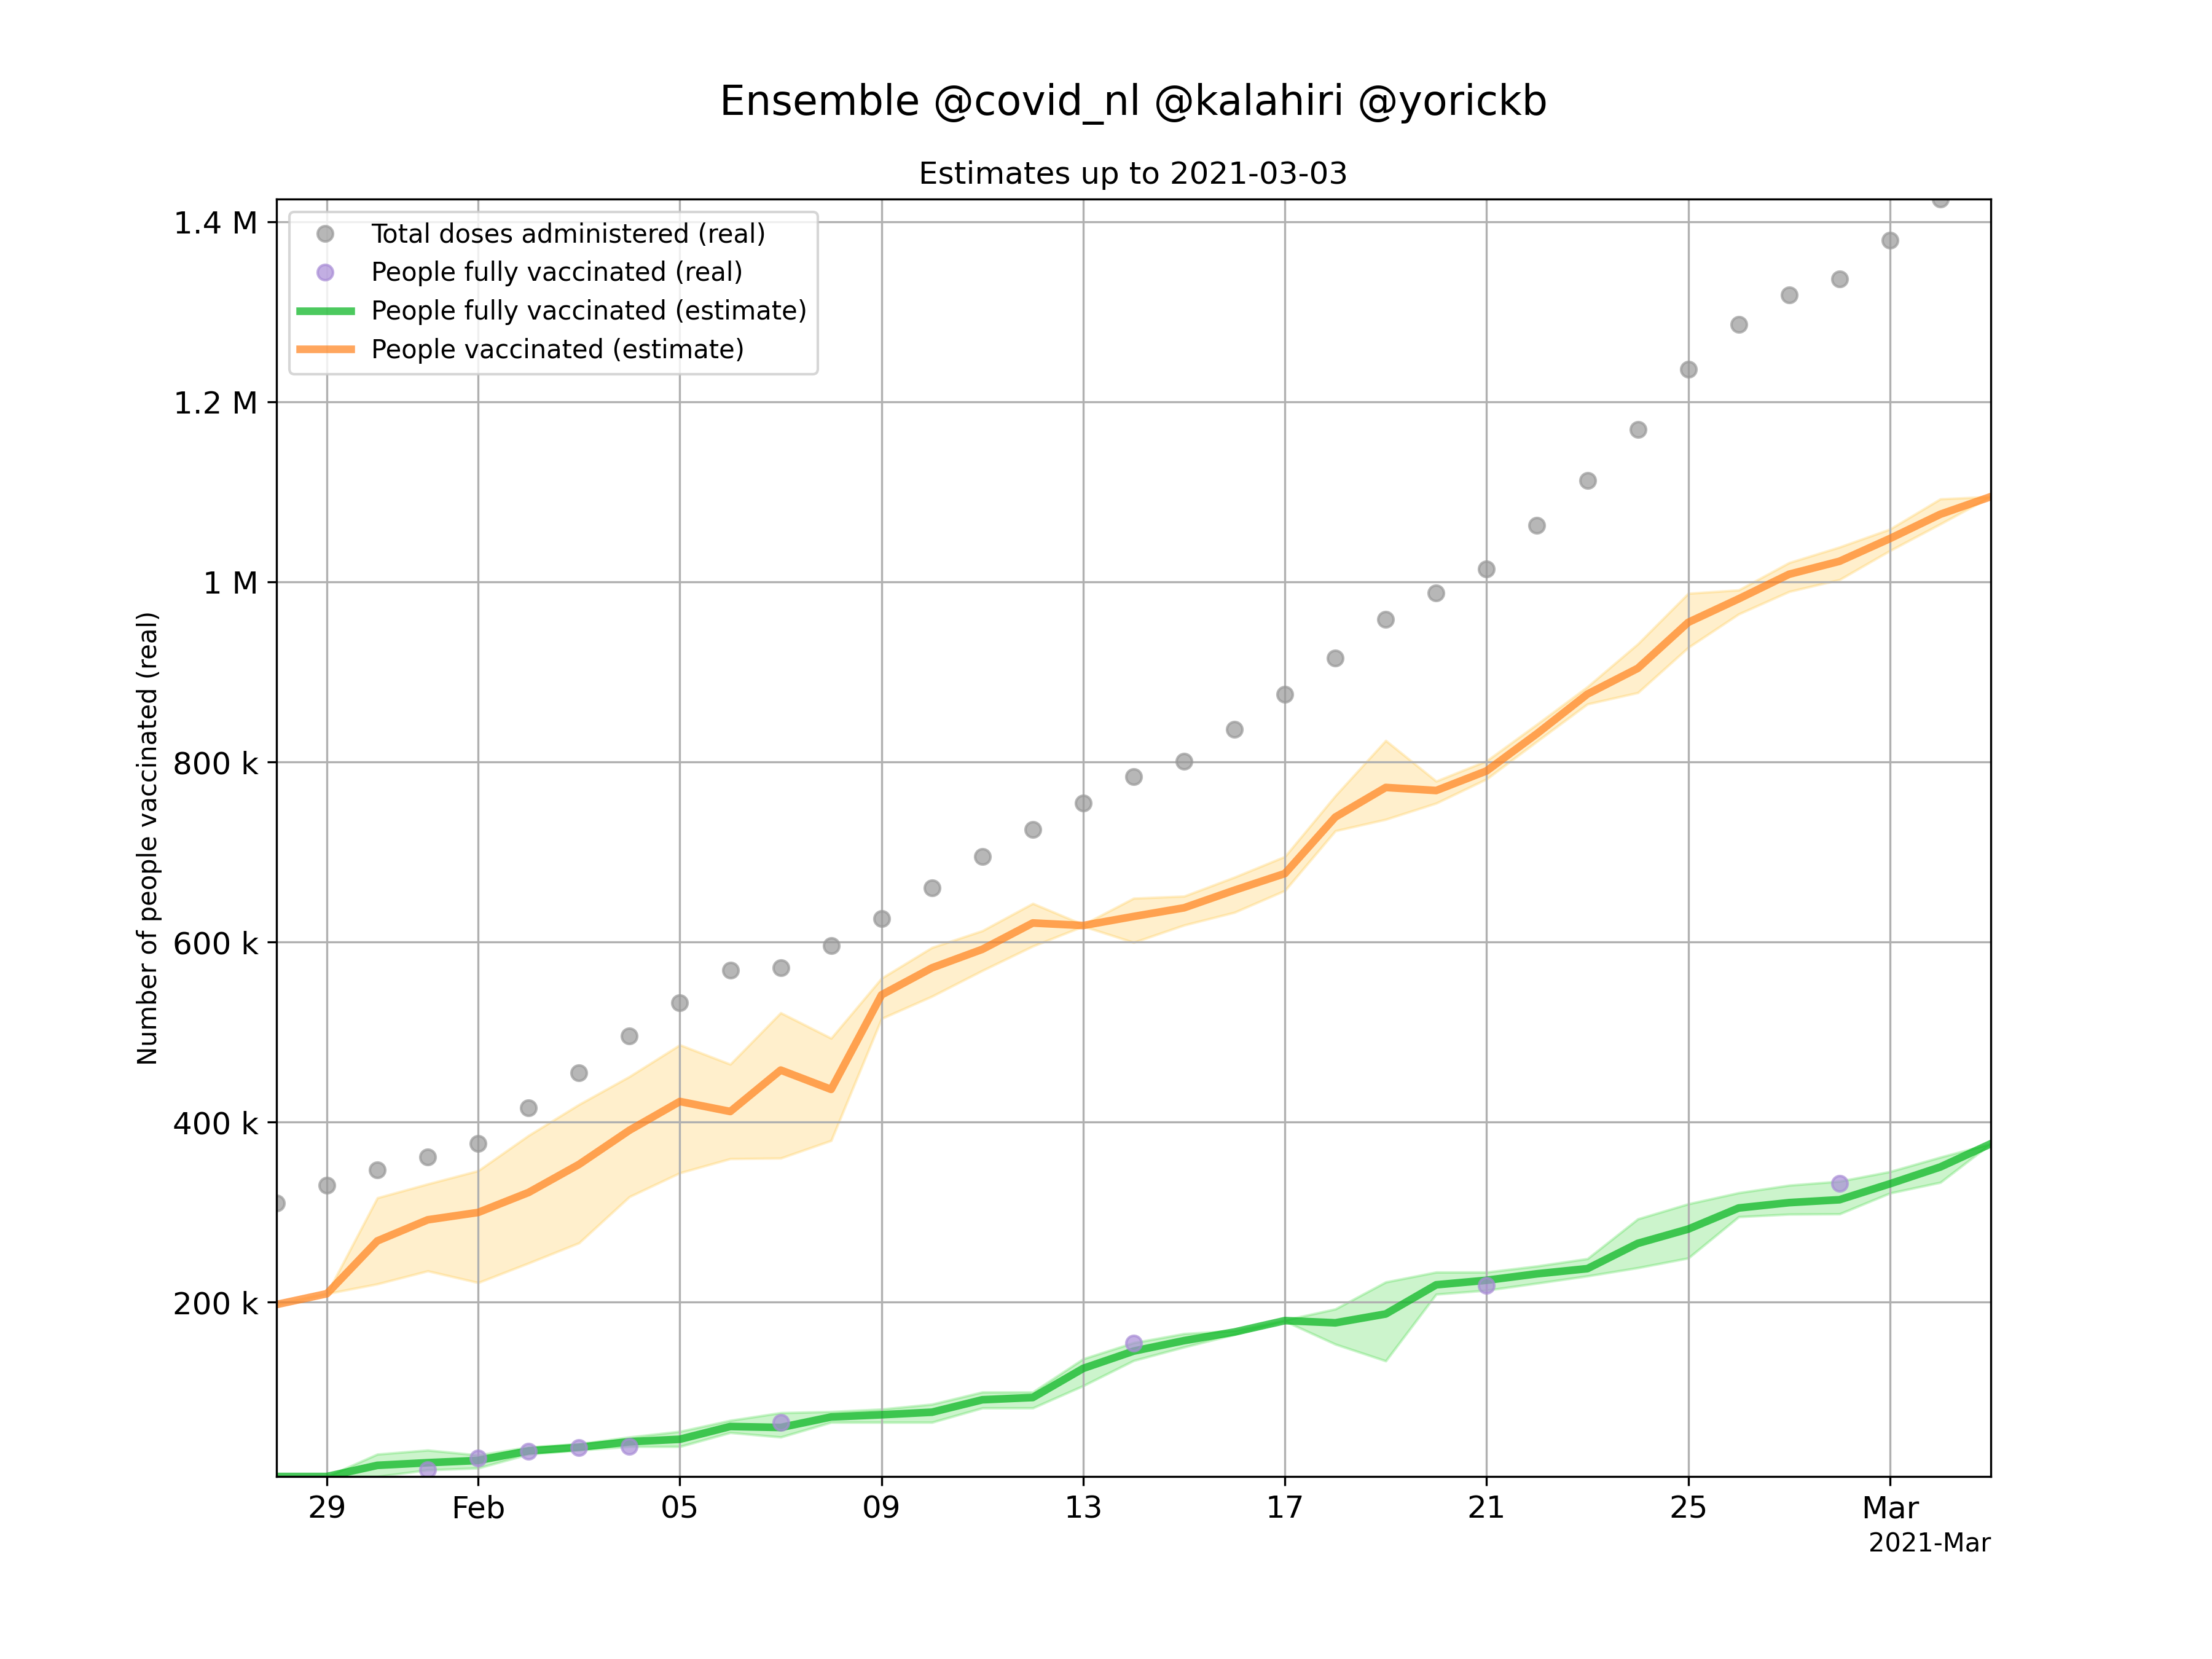 Ensemble @covid_nl @kalahiri @yorickb
Estimates up to 2021-03-03
Total doses administered (real)
People fully vaccinated (real)
People fully vaccinated (estimate)
People vaccinated (estimate)
Number of people vaccinated (real)
1.4 M
1.2 M
1 M
800 k
600 k
400 k
200 k
29 Feb 05 09 13 17 21 25 Mar
2021-Mar